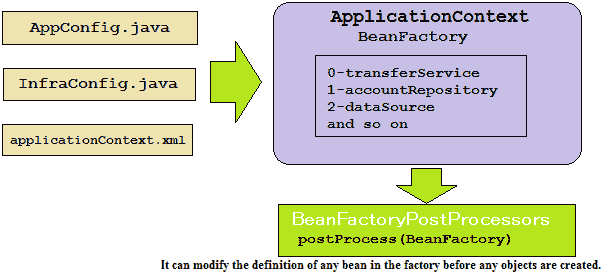 AppConfig.java
InfraConfig.java
applicationContext.xml
ApplicationContext
BeanFactory
0-transferService
1-accountRepository
2-dataSource
and so on
BeanFactoryPostProcessors
postProcess(BeanFactory)
It can modify the definition of any bean in the factory before any objects are created.